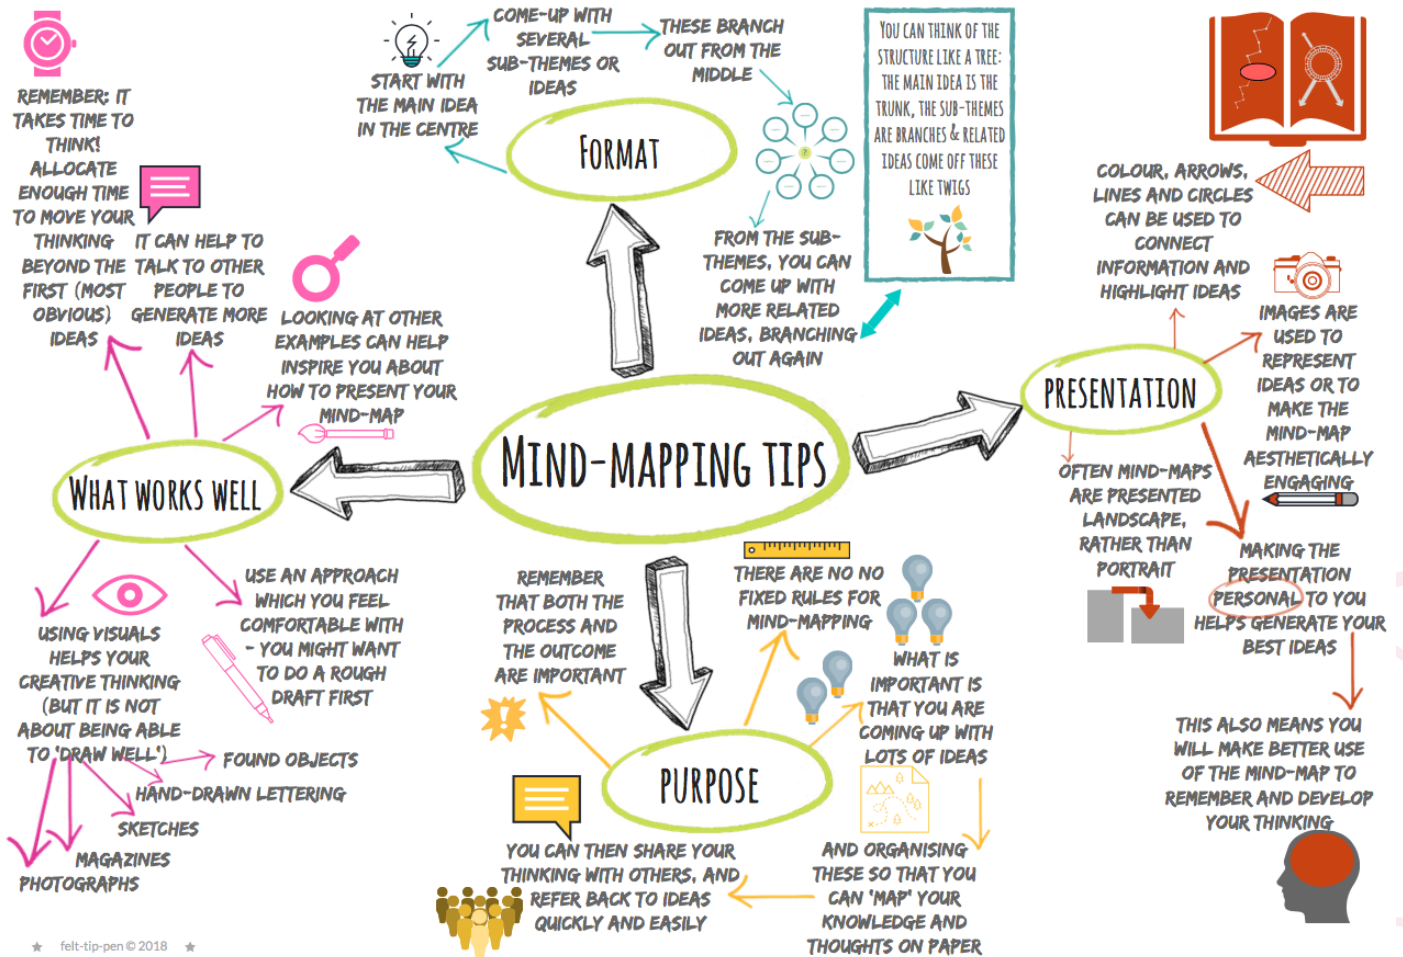 MIND-MAPPING TIPS
FORMAT
START WITH
THE MAIN IDEA
IN THE CENTRE
COME-UP WITH
SEVERAL
SUB-THEMES OR
IDEAS
THESE BRANCH
OUT FROM THE
MIDDLE
?
FROM THE SUB-
THEMES, YOU CAN
COME UP WITH
MORE RELATED
IDEAS, BRANCHING
OUT AGAIN
YOU CAN THINK OF THE
STRUCTURE LIKE A TREE:
THE MAIN IDEA IS THE
TRUNK, THE SUB-THEMES
ARE BRANCHES & RELATED
IDEAS COME OFF THESE
LIKE TWIGS
PRESENTATION
COLOUR, ARROWS,
LINES AND CIRCLES
CAN BE USED TO
CONNECT
INFORMATION AND
HIGHLIGHT IDEAS
IMAGES ARE
USED TO
REPRESENT
IDEAS OR TO
MAKE THE
MIND-MAP
AESTHETICALLY
ENGAGING
OFTEN MIND-MAPS
ARE PRESENTED
LANDSCAPE,
RATHER THAN
PORTRAIT
MAKING THE
PRESENTATION
PERSONAL TO YOU
HELPS GENERATE YOUR
BEST IDEAS
THIS ALSO MEANS YOU
WILL MAKE BETTER USE
OF THE MIND-MAP TO
REMEMBER AND DEVELOP
YOUR THINKING
PURPOSE
REMEMBER
THAT BOTH THE
PROCESS AND
THE OUTCOME
ARE IMPORTANT
THERE ARE NO NO
FIXED RULES FOR
MIND-MAPPING
WHAT IS
IMPORTANT IS
THAT YOU ARE
COMING UP WITH
LOTS OF IDEAS
AND ORGANISING
THESE SO THAT YOU
CAN 'MAP' YOUR
KNOWLEDGE AND
THOUGHTS ON PAPER
YOU CAN THEN SHARE YOUR
THINKING WITH OTHERS, AND
REFER BACK TO IDEAS
QUICKLY AND EASILY
WHAT WORKS WELL
REMEMBER; IT
TAKES TIME TO
THINK!
ALLOCATE
ENOUGH TIME
TO MOVE YOUR
THINKING
BEYOND THE
FIRST (MOST
OBVIOUS)
IDEAS
IT CAN HELP TO
TALK TO OTHER
PEOPLE TO
GENERATE MORE
IDEAS
LOOKING AT OTHER
EXAMPLES CAN HELP
INSPIRE YOU ABOUT
HOW TO PRESENT YOUR
MIND-MAP
USE AN APPROACH
WHICH YOU FEEL
COMFORTABLE WITH
- YOU MIGHT WANT
TO DO A ROUGH
DRAFT FIRST
USING VISUALS
HELPS YOUR
CREATIVE THINKING
(BUT IT IS NOT
ABOUT BEING ABLE
TO 'DRAW WELL')
FOUND OBJECTS
HAND-DRAWN LETTERING
SKETCHES
MAGAZINES
PHOTOGRAPHS
felt-tip-pen © 2018